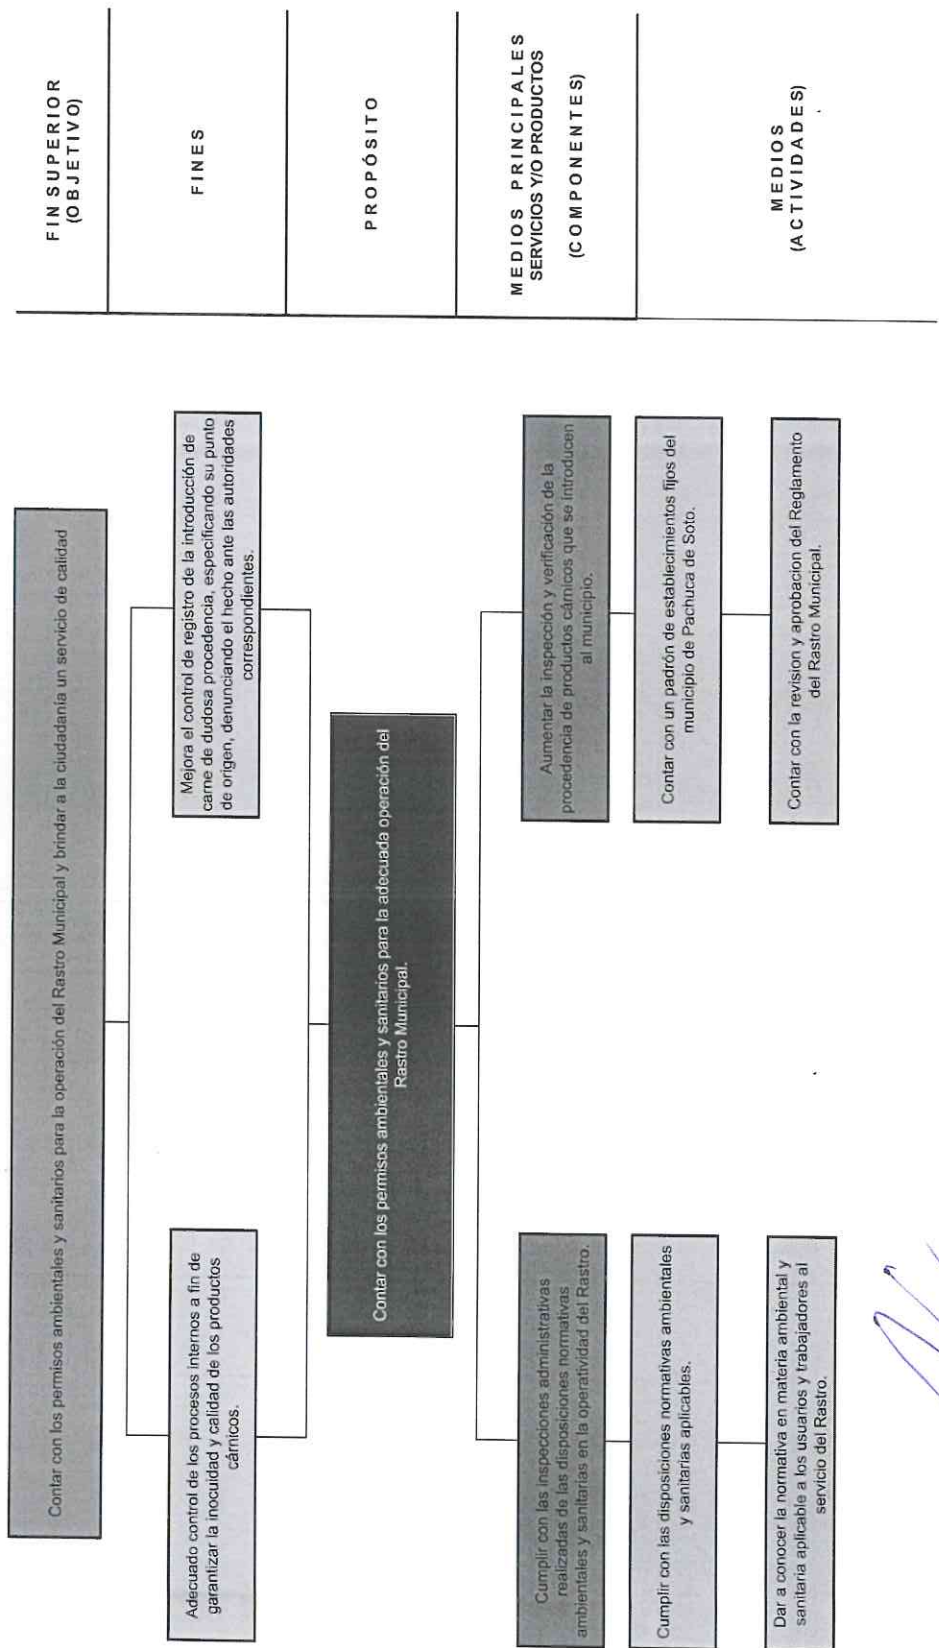 Contar con los permisos ambientales y sanitarios para la operación del Rastro Municipal y brindar a la ciudadanía un servicio de calidad
FIN SUPERIOR
(OBJETIVO)
Adecuado control de los procesos internos a fin de
garantizar la inocuidad y calidad de los productos
cárnicos.
Mejora el control de registro de la introducción de
carne de dudosa procedencia, especificando su punto
de origen, denunciando el hecho ante las autoridades
correspondientes.
FINES
Contar con los permisos ambientales y sanitarios para la adecuada operación del
Rastro Municipal.
PROPÓSITO
Cumplir con las inspecciones administrativas
realizadas de las disposiciones normativas
ambientales y sanitarias en la operatividad del Rastro.
Aumentar la inspección y verificación de la
procedencia de productos cárnicos que se introducen
al municipio.
MEDIOS PRINCIPALES
SERVICIOS Y/O PRODUCTOS
(COMPONENTES)
Cumplir con las disposiciones normativas ambientales
y sanitarias aplicables.
Contar con un padrón de establecimientos fijos del
municipio de Pachuca de Soto.
Dar a conocer la normativa en materia ambiental y
sanitaria aplicable a los usuarios y trabajadores al
servicio del Rastro.
Contar con la revision y aprobacion del Reglamento
del Rastro Municipal.
MEDIOS
(ACTIVIDADES)